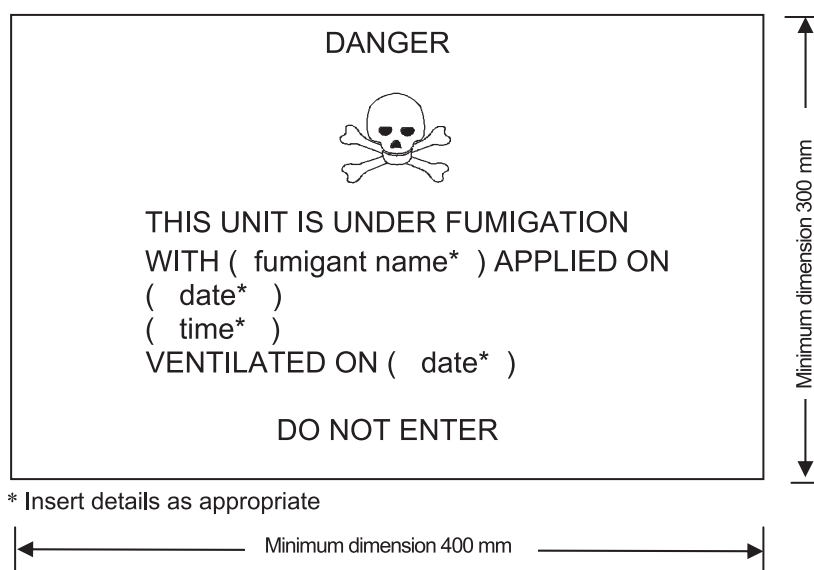 DANGER
THIS UNIT IS UNDER FUMIGATION
WITH ( fumigant name* ) APPLIED ON
( date* )
( time* )
VENTILATED ON ( date* )
DO NOT ENTER
Minimum dimension 300 mm
* Insert details as appropriate
Minimum dimension 400 mm